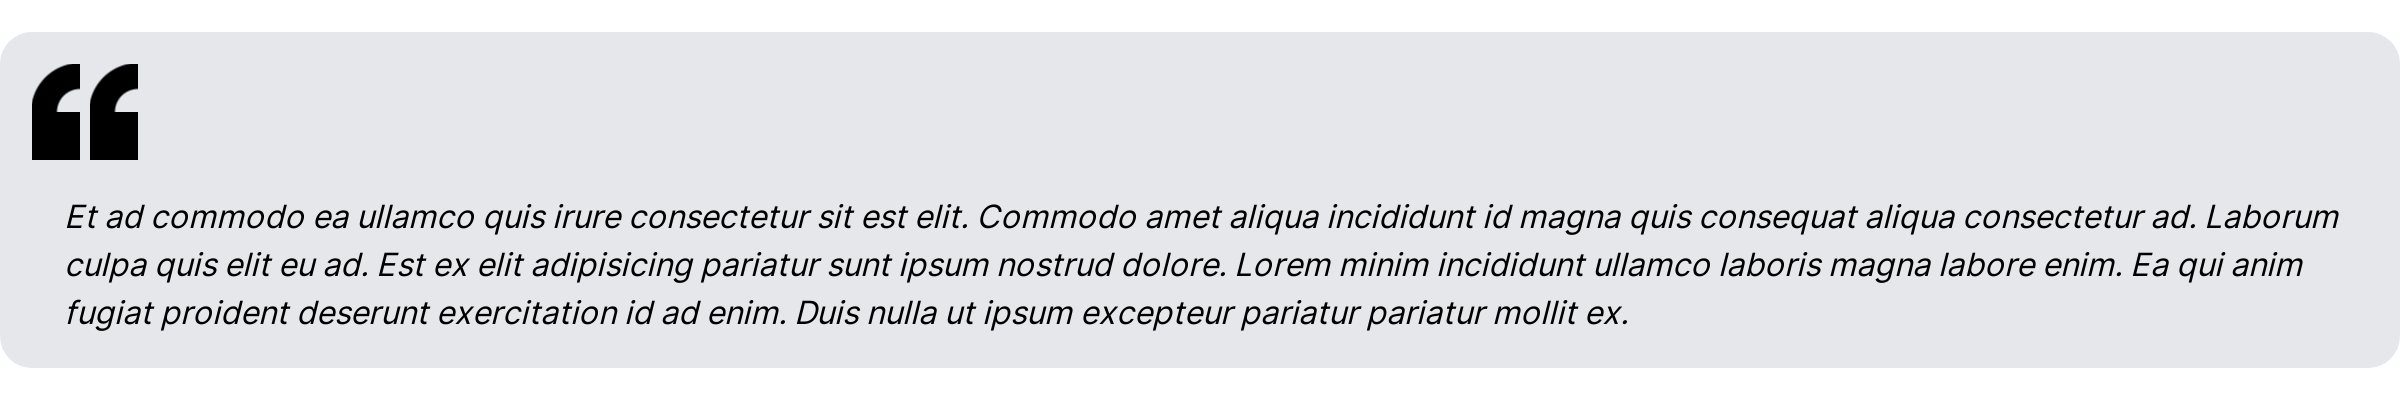 “
Et ad commodo ea ullamco quis irure consectetur sit est elit. Commodo amet aliqua incididunt id magna quis consequat aliqua consectetur ad. Laborum
culpa quis elit eu ad. Est ex elit adipisicing pariatur sunt ipsum nostrud dolore. Lorem minim incididunt ullamco laboris magna labore enim. Ea qui anim
fugiat proident deserunt exercitation id ad enim. Duis nulla ut ipsum excepteur pariatur pariatur mollit ex.